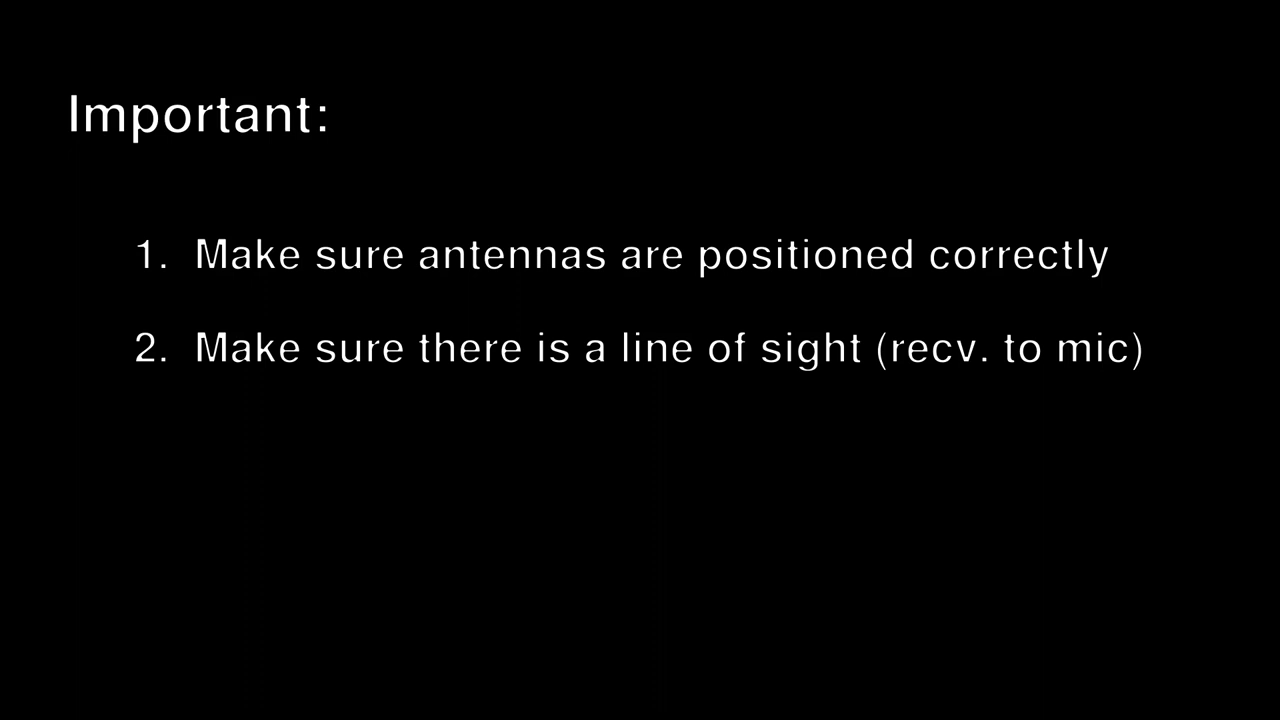 Important:
1. Make sure antennas are positioned correctly
2. Make sure there is a line of sight (recv. to mic)